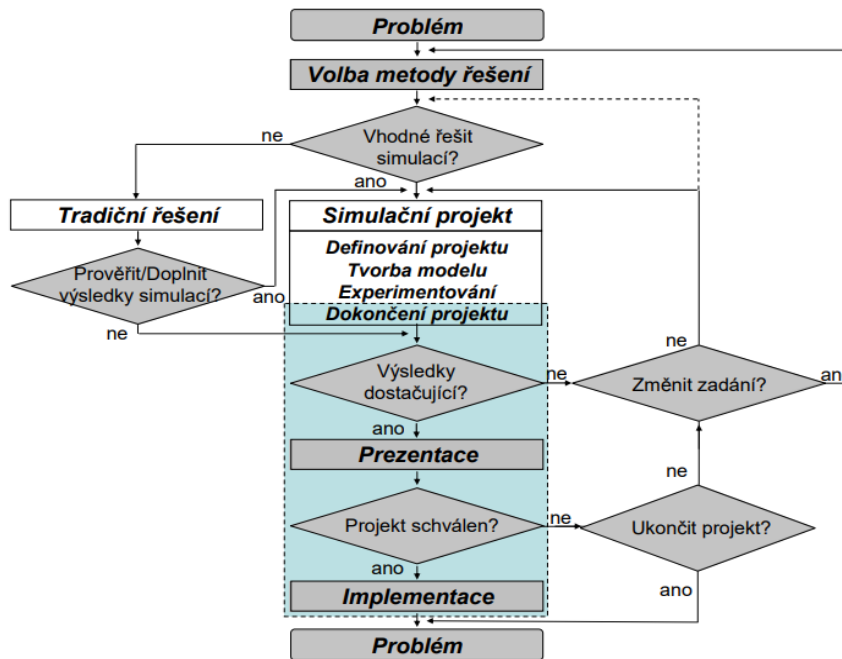 Problém
Volba metody řešení
ne
Vhodné řešit
simulací?
ano
Tradiční řešení
Simulační projekt
Definování projektu
Tvorba modelu
Experimentování
Dokončení projektu
Prověřit/Doplnit
výsledky simulací?
ano
ne
Výsledky
dostačující?
ne
ne
Změnit zadání?
an
ano
Prezentace
ne
Projekt schválen?
ne
Ukončit projekt?
ano
ano
Implementace
Problém